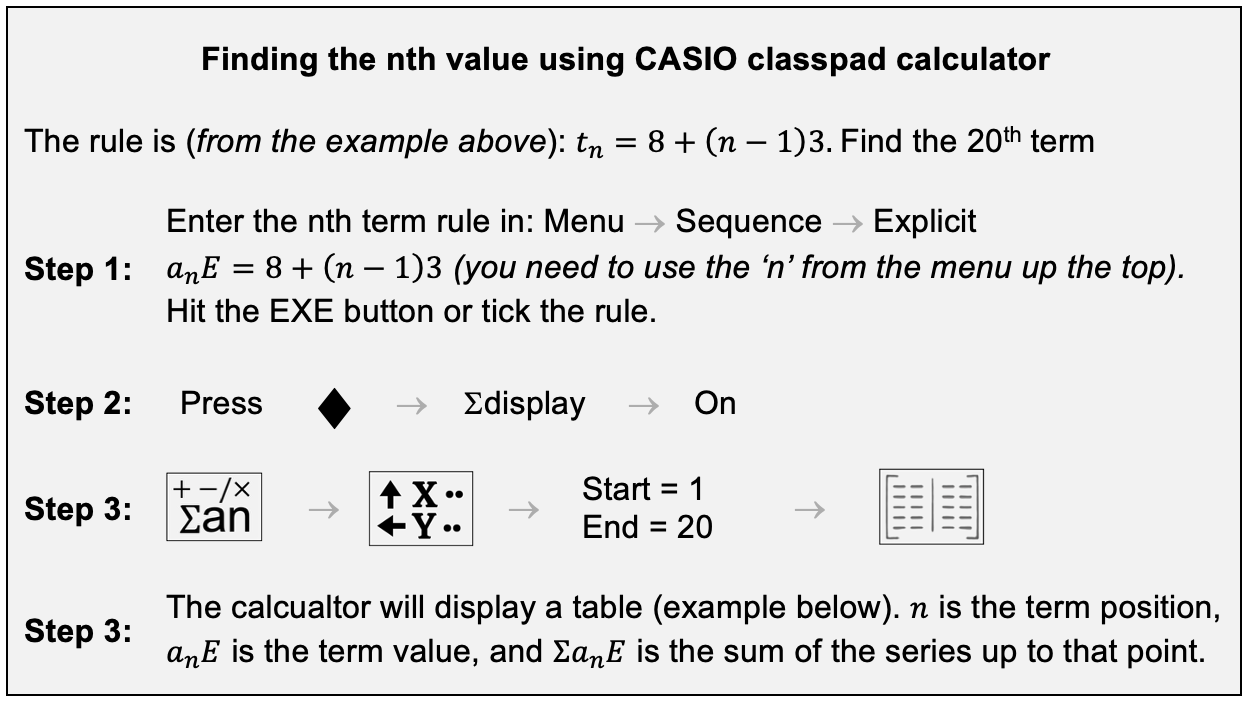 Finding the nth value using CASIO classpad calculator
The rule is (from the example above): tₙ = 8 + (n − 1)3. Find the 20th term
Enter the nth term rule in: Menu → Sequence → Explicit
Step 1: aₙE = 8 + (n − 1)3 (you need to use the ‘n’ from the menu up the top).
Hit the EXE button or tick the rule.
Step 2: Press ♦ → Σdisplay → On
Step 3: + −/× Σan → ↑ X ·· ← Y ·· → Start = 1 →
End = 20
The calcualtor will display a table (example below). n is the term position,
Step 3: aₙE is the term value, and ΣaₙE is the sum of the series up to that point.